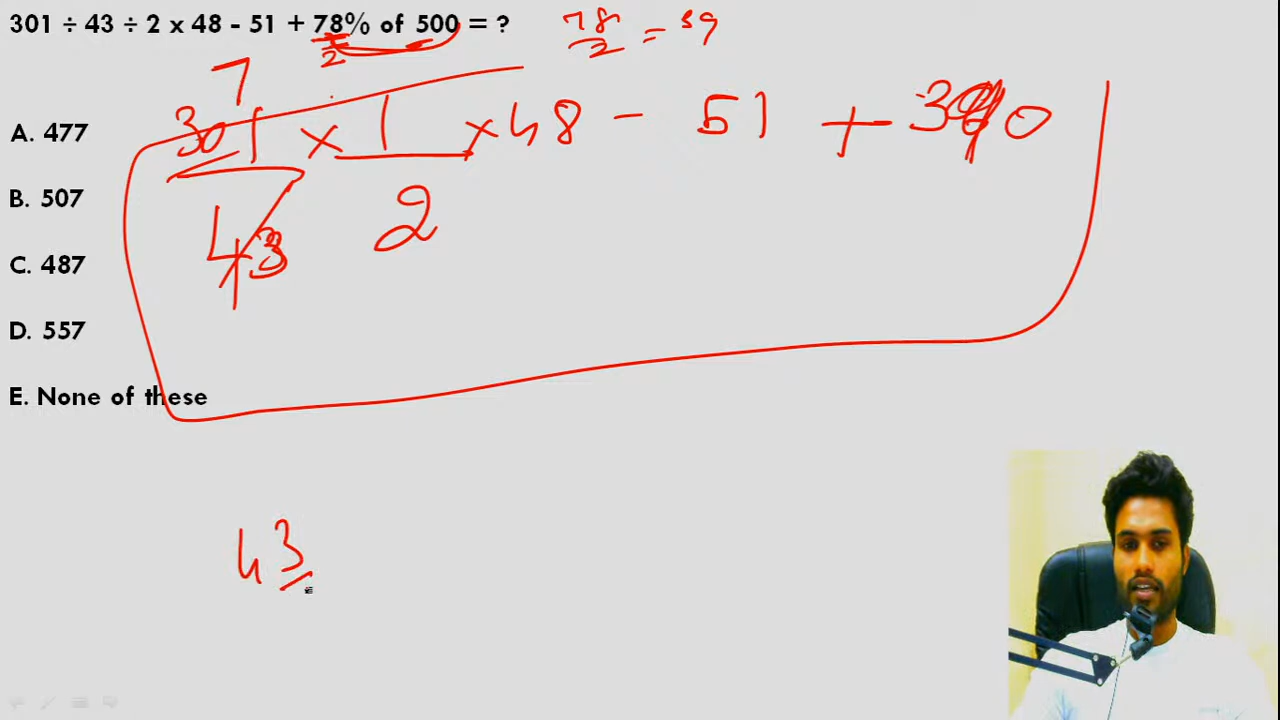 301 ÷ 43 ÷ 2 x 48 - 51 + 78% of 500 = ?
2
78
2
= 39
7
301
43
× 1
2
× 48 - 51 + 390
A. 477
B. 507
C. 487
D. 557
E. None of these
43